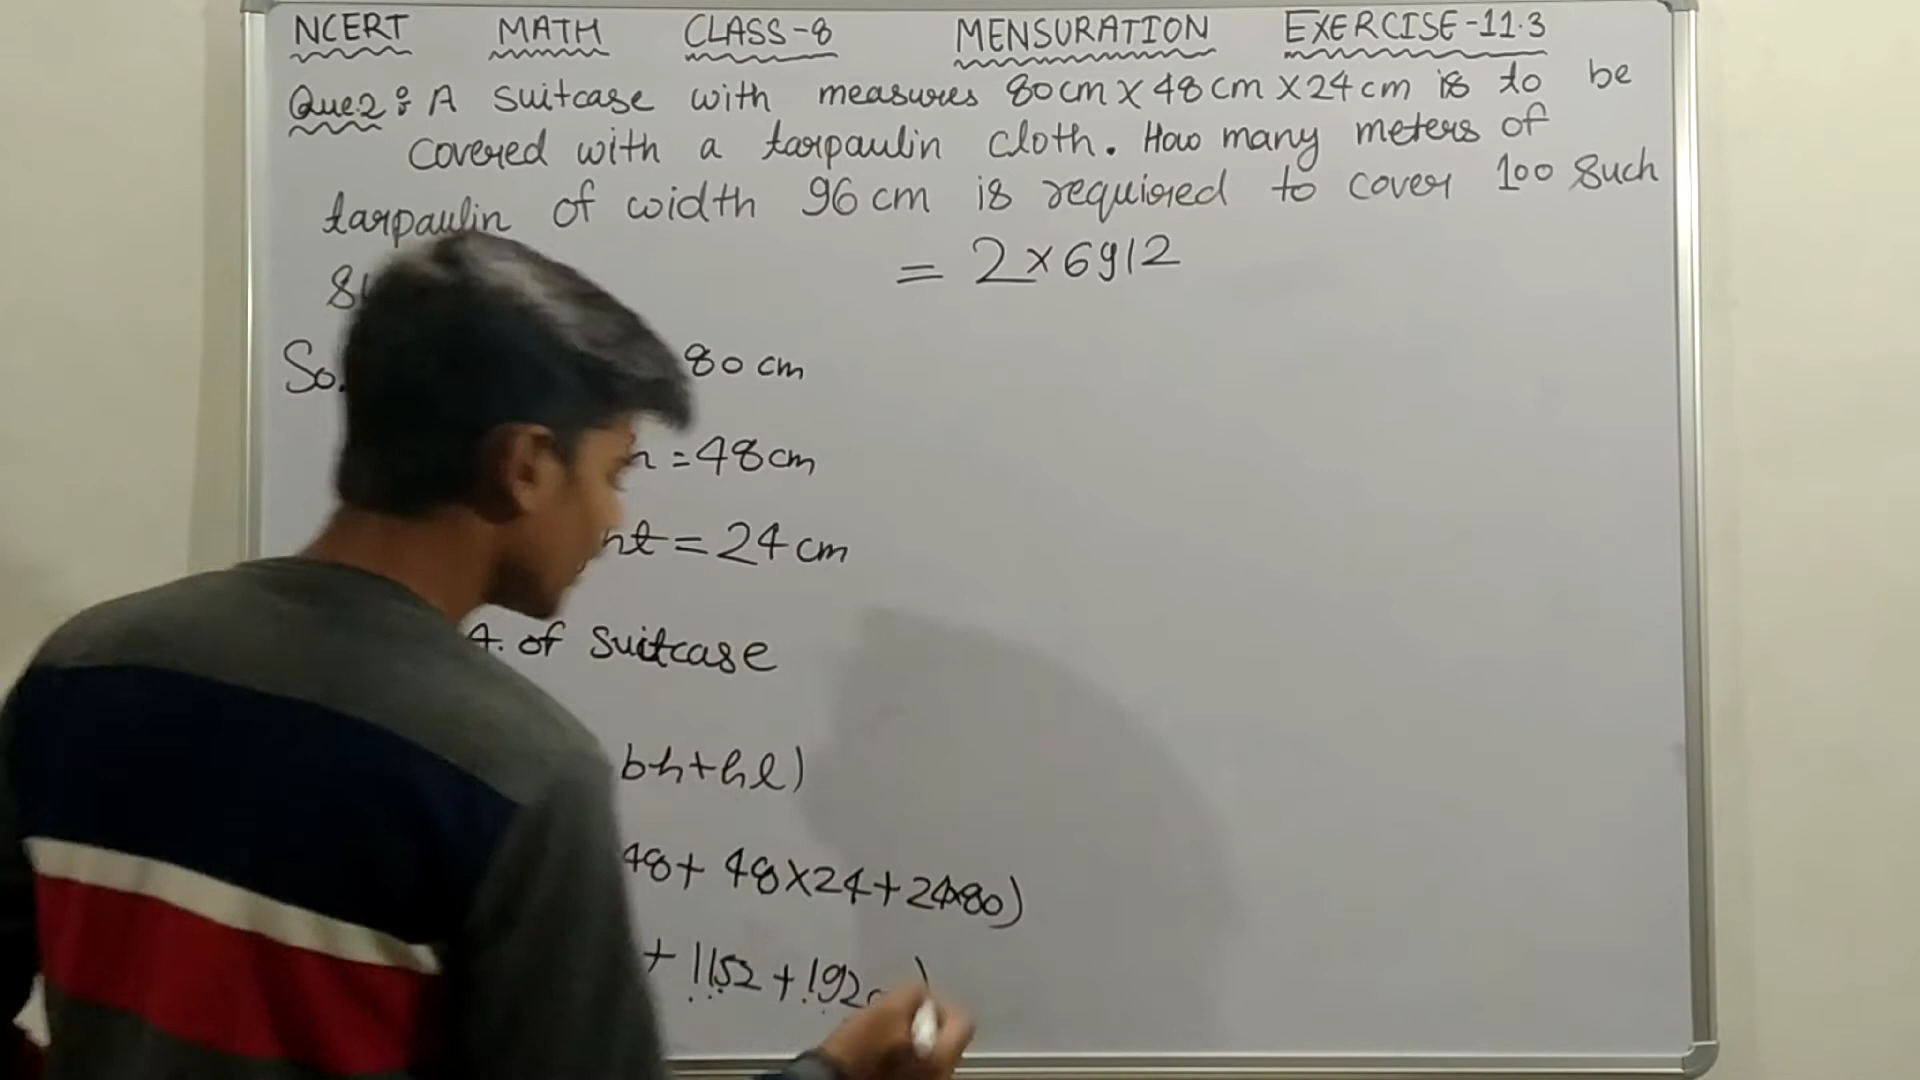 NCERT MATH CLASS-8 MENSURATION EXERCISE-11.3
Que2: A suitcase with measures 80cm X 48cm X 24cm is to be
covered with a tarpaulin cloth. How many meters of
tarpaulin of width 96 cm is required to cover 100 such
= 2x6912
So
80 cm
= 48cm
= 24 cm
of Suitcase
bh+hl)
48+ 48X24+24x80)
+ 1152 + 192